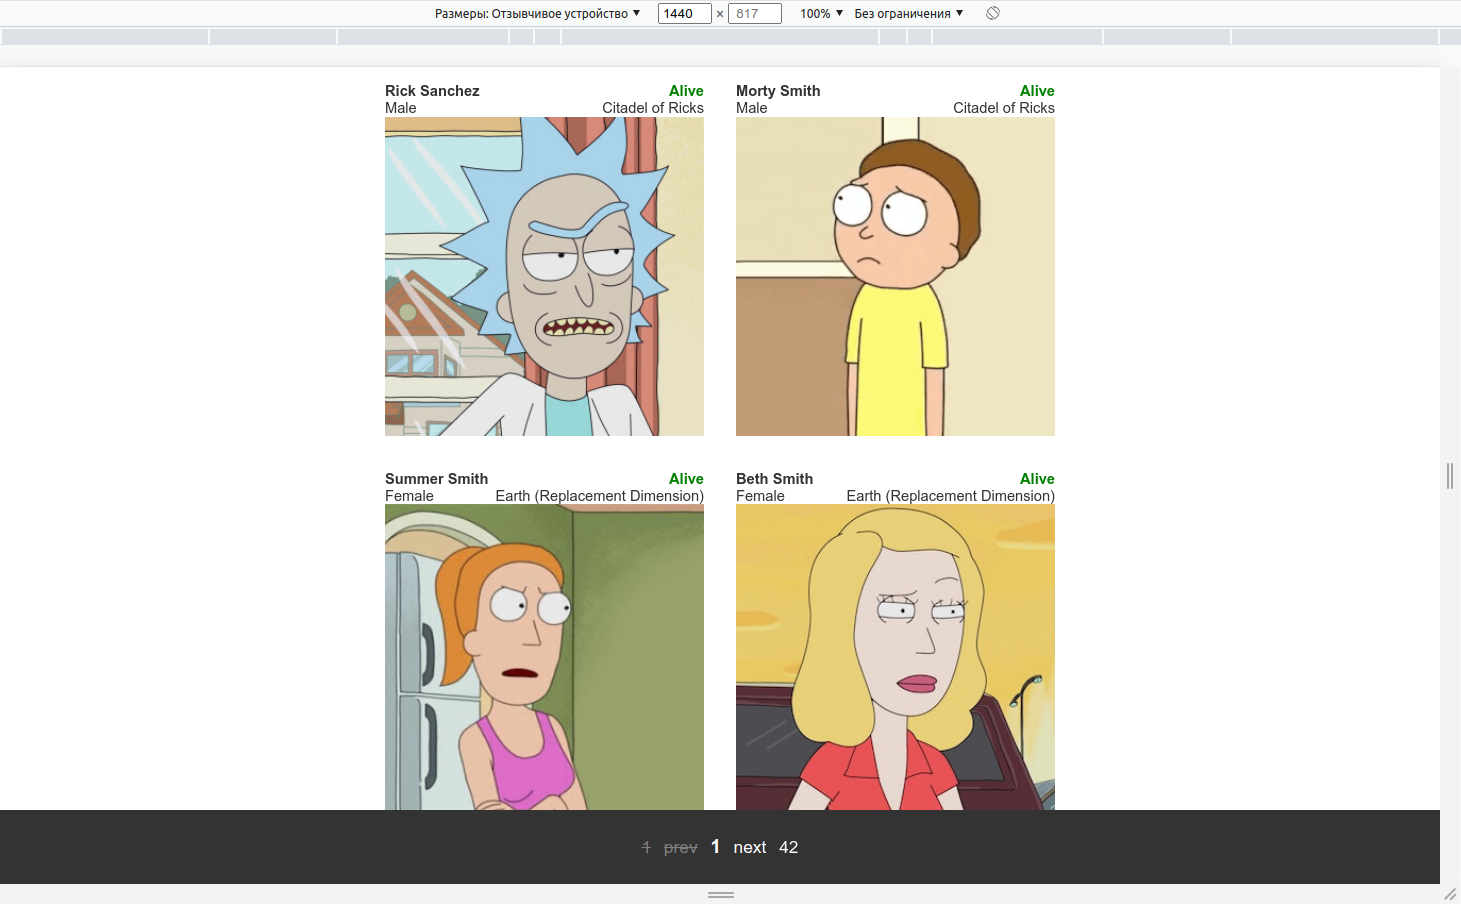 Размеры: Отзывчивое устройство ▼ 1440 × 817 100% ▼ Без ограничения ▼
Rick Sanchez Alive
Male Citadel of Ricks
Morty Smith Alive
Male Citadel of Ricks
Summer Smith Alive
Female Earth (Replacement Dimension)
Beth Smith Alive
Female Earth (Replacement Dimension)
1 prev 1 next 42